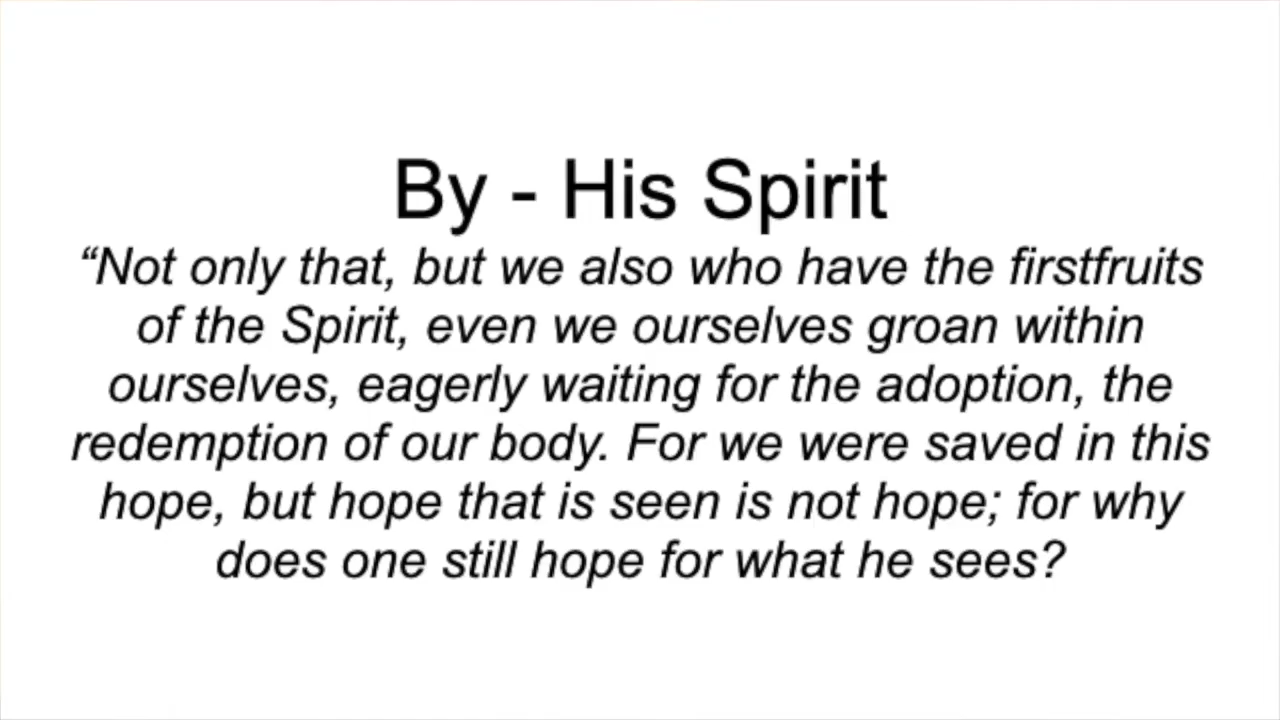 By - His Spirit
“Not only that, but we also who have the firstfruits
of the Spirit, even we ourselves groan within
ourselves, eagerly waiting for the adoption, the
redemption of our body. For we were saved in this
hope, but hope that is seen is not hope; for why
does one still hope for what he sees?